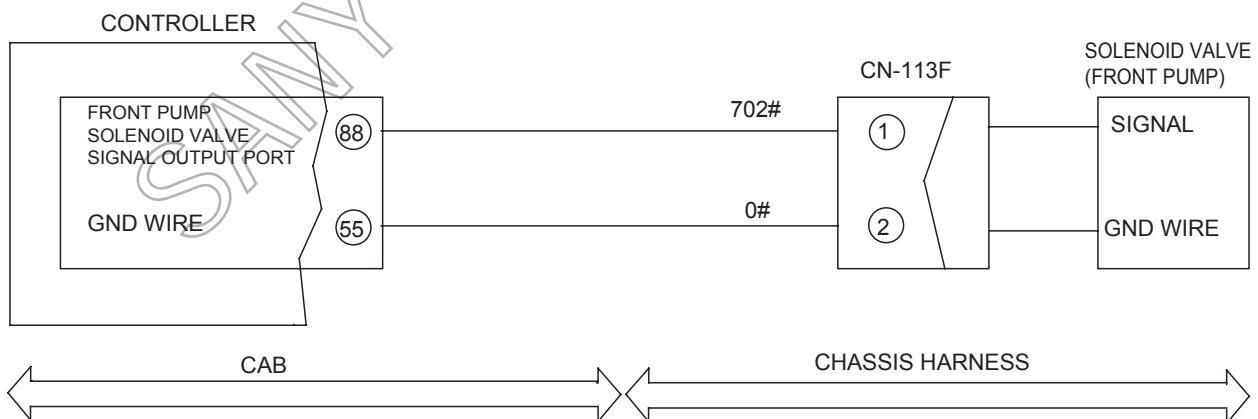 CONTROLLER
FRONT PUMP
SOLENOID VALVE
SIGNAL OUTPUT PORT
88
GND WIRE
55
702#
0#
CN-113F
1
2
SOLENOID VALVE
(FRONT PUMP)
SIGNAL
GND WIRE
CAB
CHASSIS HARNESS
SANY